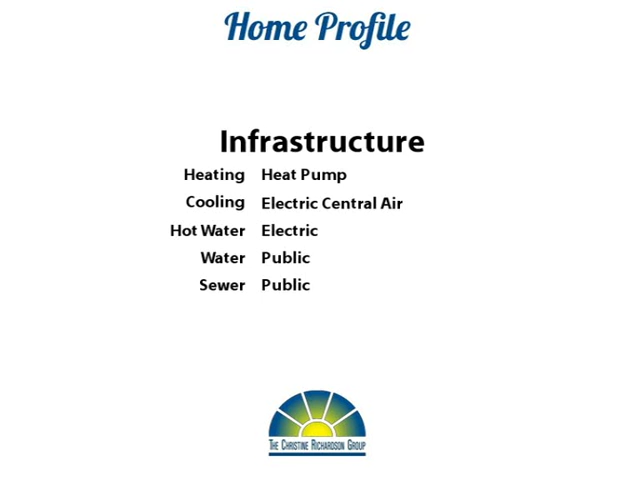 Home Profile
Infrastructure
Heating Heat Pump
Cooling Electric Central Air
Hot Water Electric
Water Public
Sewer Public
The Christine Richardson Group